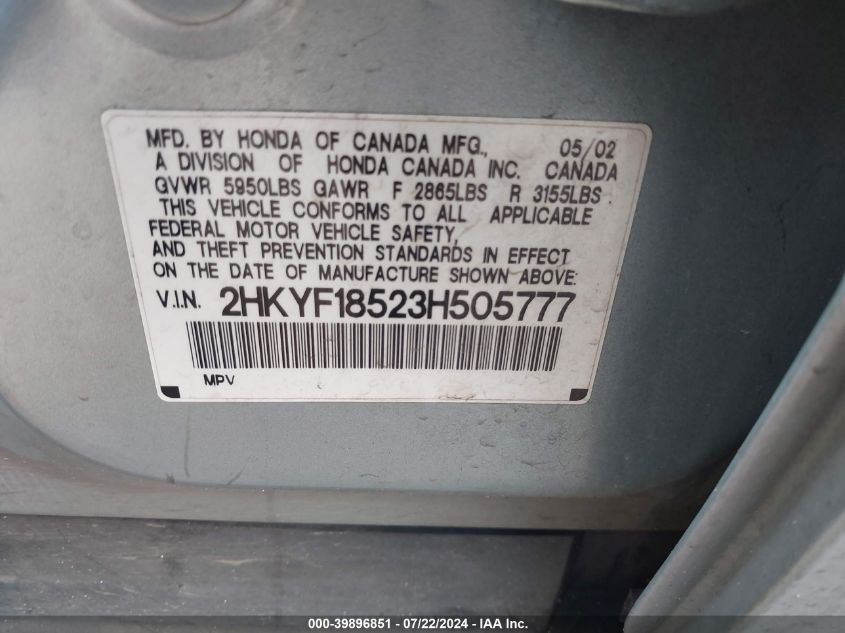 MFD. BY HONDA OF CANADA MFG., 05/02
A DIVISION OF HONDA CANADA INC. CANADA
GVWR 5950LBS GAWR F 2865LBS R 3155LBS.
THIS VEHICLE CONFORMS TO ALL APPLICABLE
FEDERAL MOTOR VEHICLE SAFETY,
AND THEFT PREVENTION STANDARDS IN EFFECT
ON THE DATE OF MANUFACTURE SHOWN ABOVE:
V.I.N. 2HKYF18523H505777
MPV
000-39896851 / 07/22/2024 - IAA Inc.